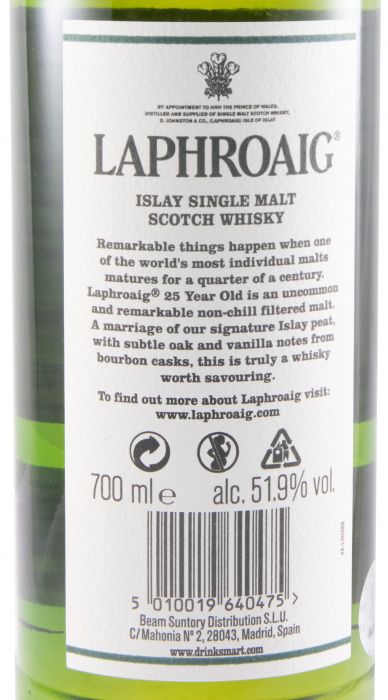 BY APPOINTMENT TO HRH THE PRINCE OF WALES,
DISTILLER AND SUPPLIER OF SINGLE MALT SCOTCH WHISKY,
D. JOHNSTON & CO., (LAPHROAIG) ISLE OF ISLAY
LAPHROAIG®
ISLAY SINGLE MALT
SCOTCH WHISKY
Remarkable things happen when one
of the world's most individual malts
matures for a quarter of a century.
Laphroaig® 25 Year Old is an uncommon
and remarkable non-chill filtered malt.
A marriage of our signature Islay peat,
with subtle oak and vanilla notes from
bourbon casks, this is truly a whisky
worth savouring.
To find out more about Laphroaig visit:
www.laphroaig.com
700 ml e alc. 51.9% vol.
5 010019 640475 >
Beam Suntory Distribution S.L.U.
C/ Mahonia Nº 2, 28043, Madrid, Spain
www.drinksmart.com